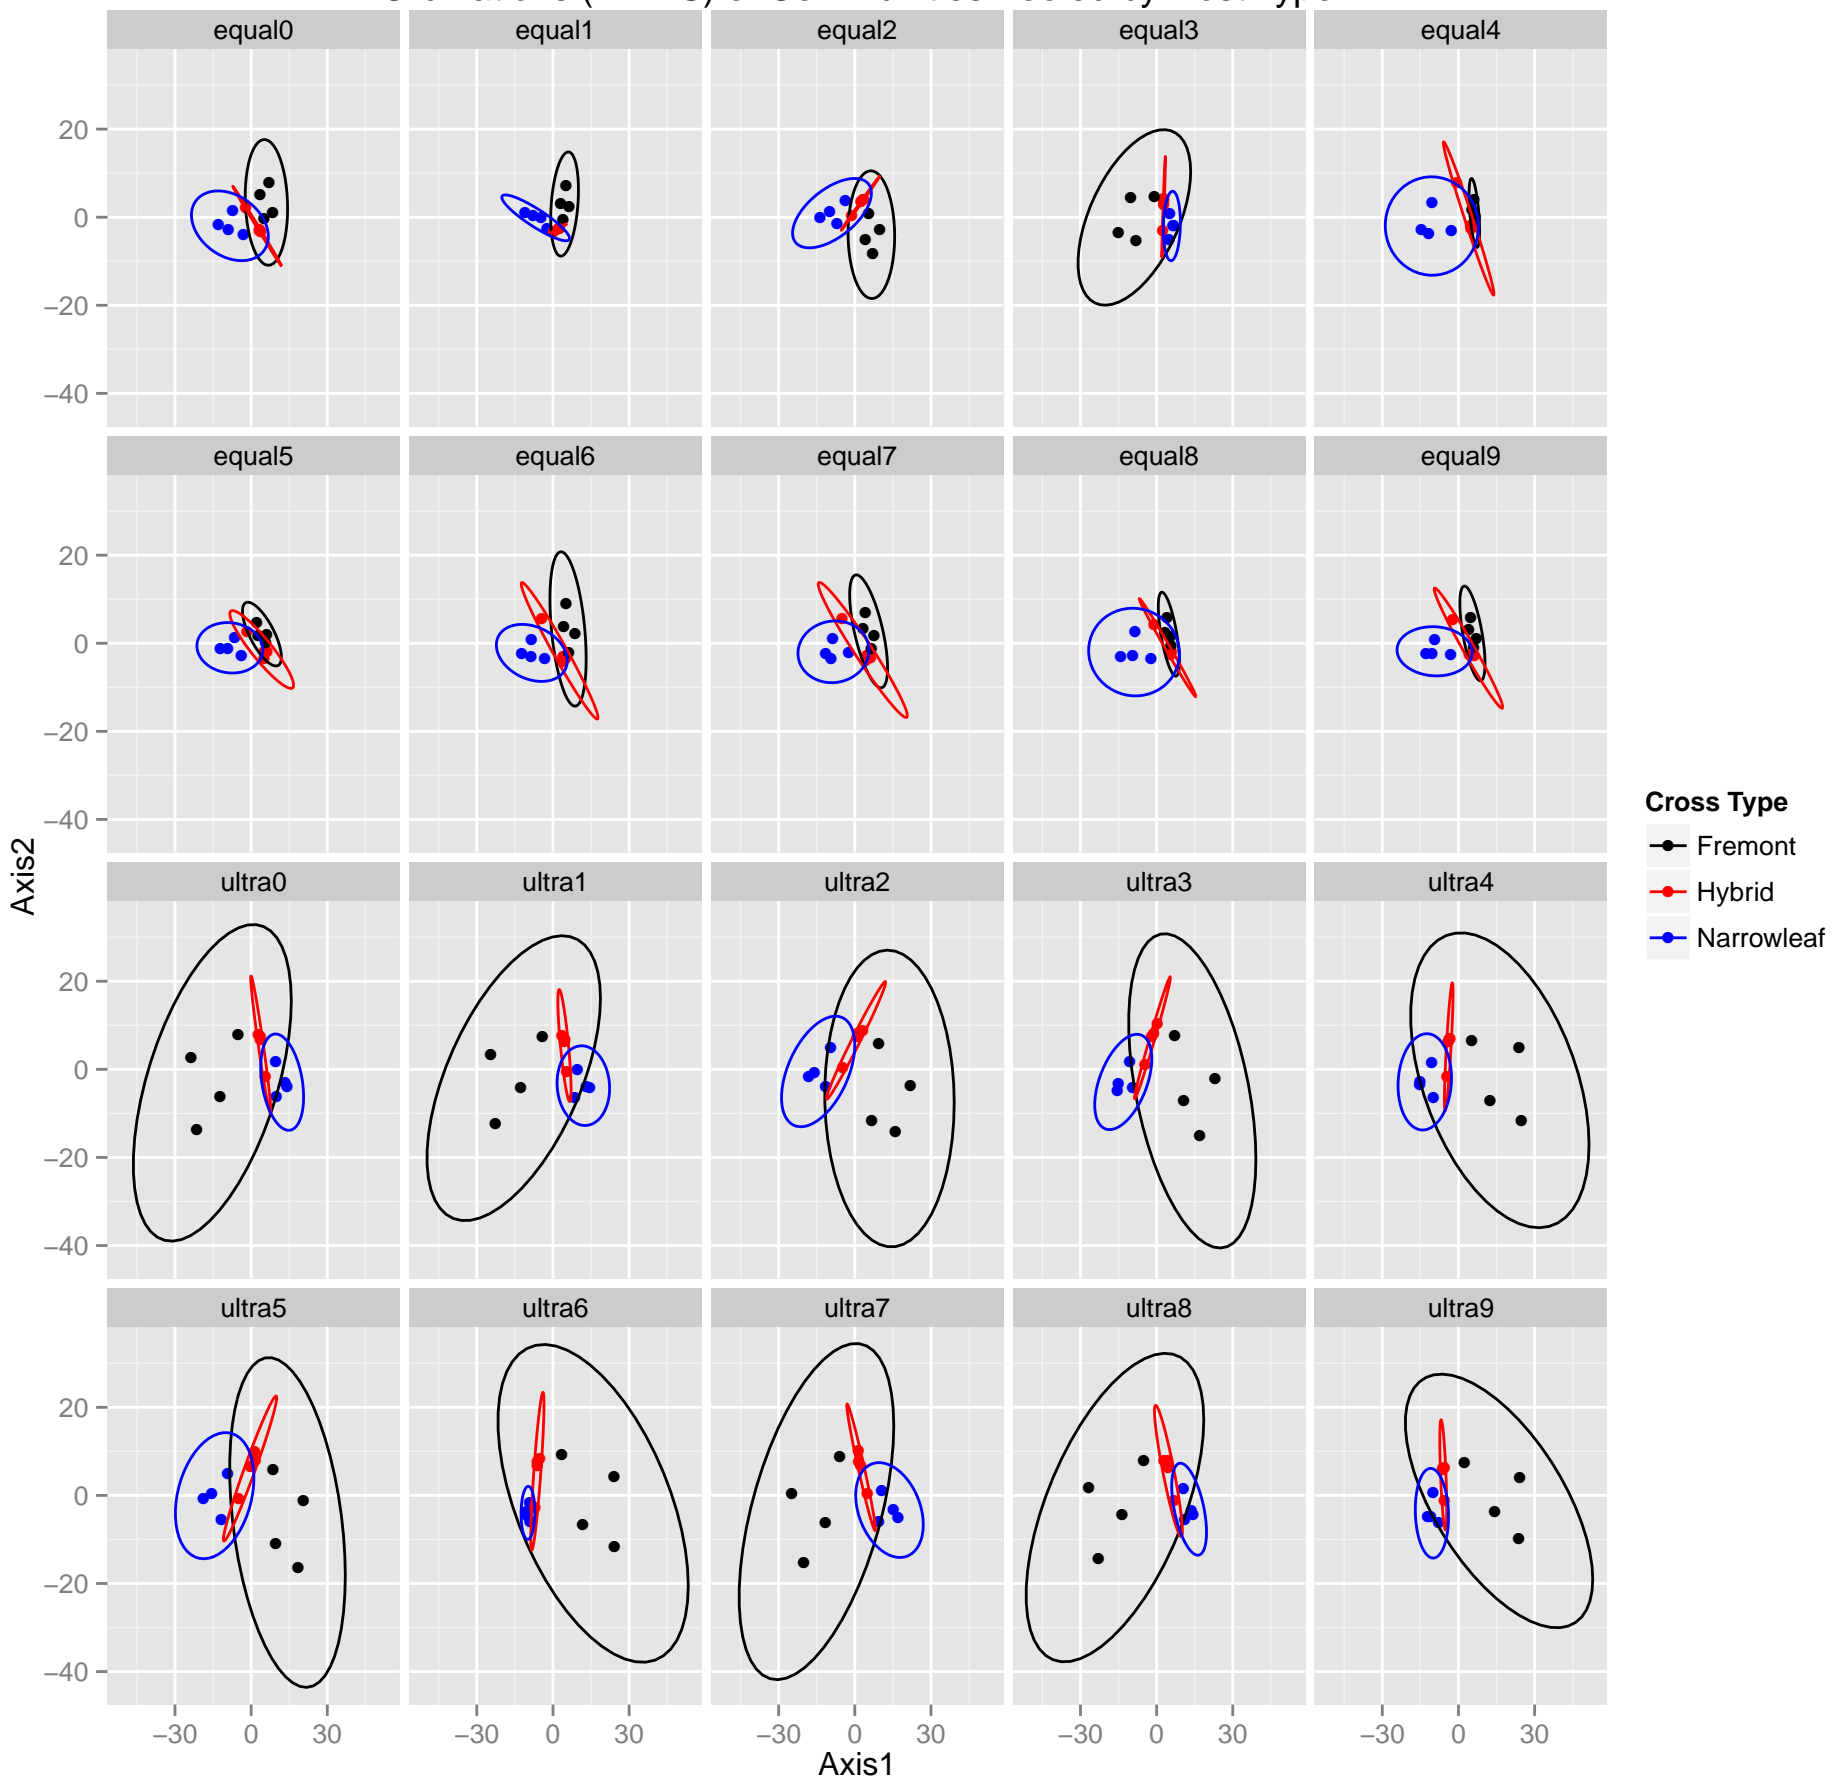 equal0 equal1 equal2 equal3 equal4
20
0
−20
−40
equal5 equal6 equal7 equal8 equal9
20
0
−20
−40
ultra0 ultra1 ultra2 ultra3 ultra4
20
0
−20
−40
ultra5 ultra6 ultra7 ultra8 ultra9
20
0
−20
−40
−30 0 30 −30 0 30 −30 0 30 −30 0 30 −30 0 30
Axis1
Axis2
Cross Type
Fremont
Hybrid
Narrowleaf